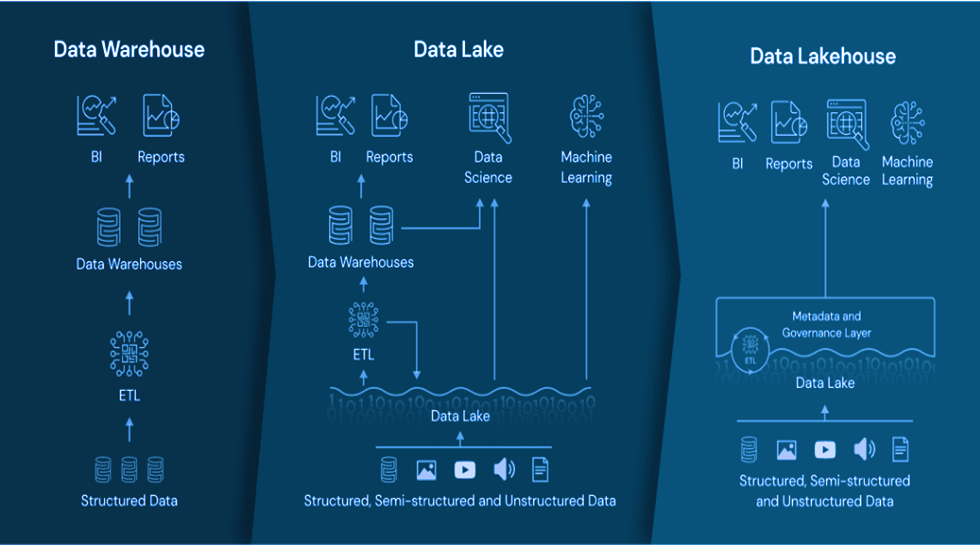 Data Warehouse
BI
Reports
Data Warehouses
ETL
Structured Data
Data Lake
BI
Reports
Data
Science
Machine
Learning
Data Warehouses
ETL
Data Lake
Structured, Semi-structured and Unstructured Data
Data Lakehouse
BI
Reports
Data
Science
Machine
Learning
Metadata and
Governance Layer
ETL
Data Lake
Structured, Semi-structured
and Unstructured Data